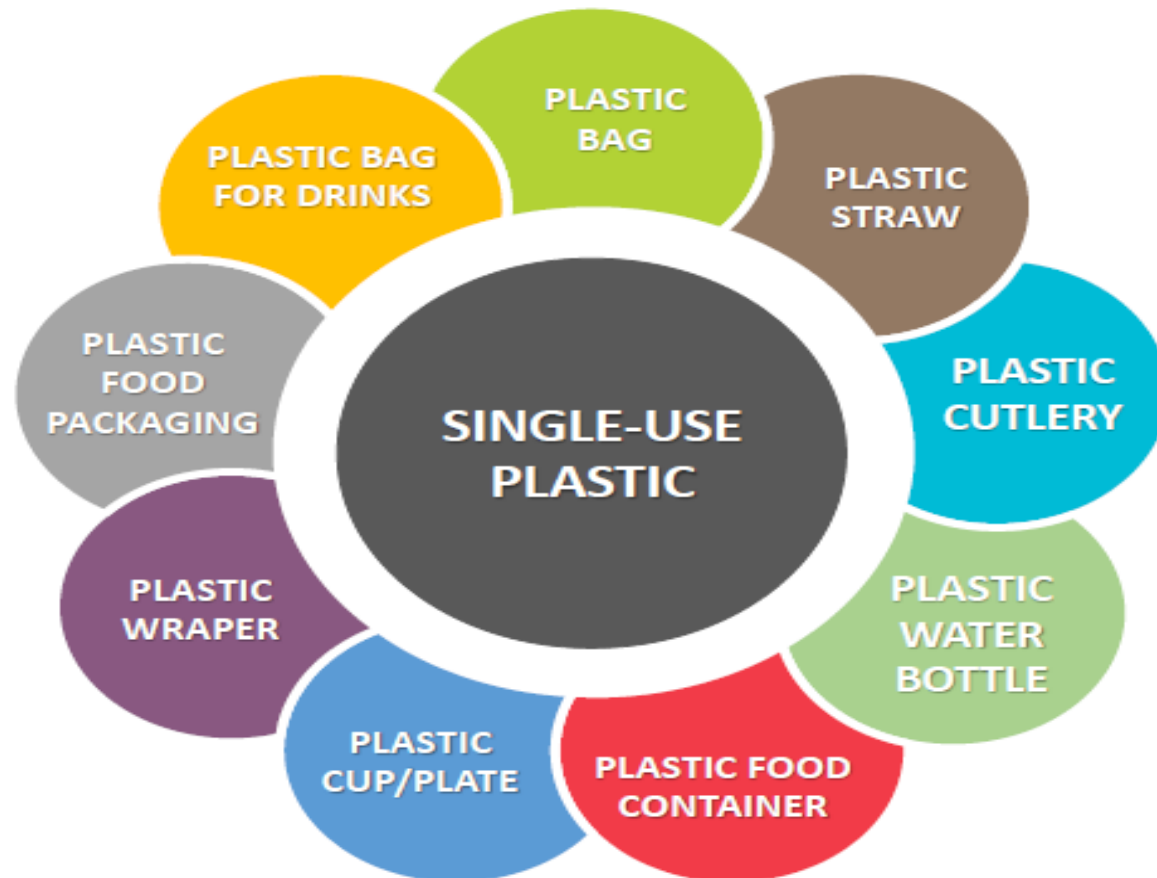 PLASTIC
BAG
PLASTIC
STRAW
PLASTIC
CUTLERY
PLASTIC
WATER
BOTTLE
PLASTIC FOOD
CONTAINER
PLASTIC
CUP/PLATE
PLASTIC
WRAPER
PLASTIC
FOOD
PACKAGING
PLASTIC BAG
FOR DRINKS
SINGLE-USE
PLASTIC